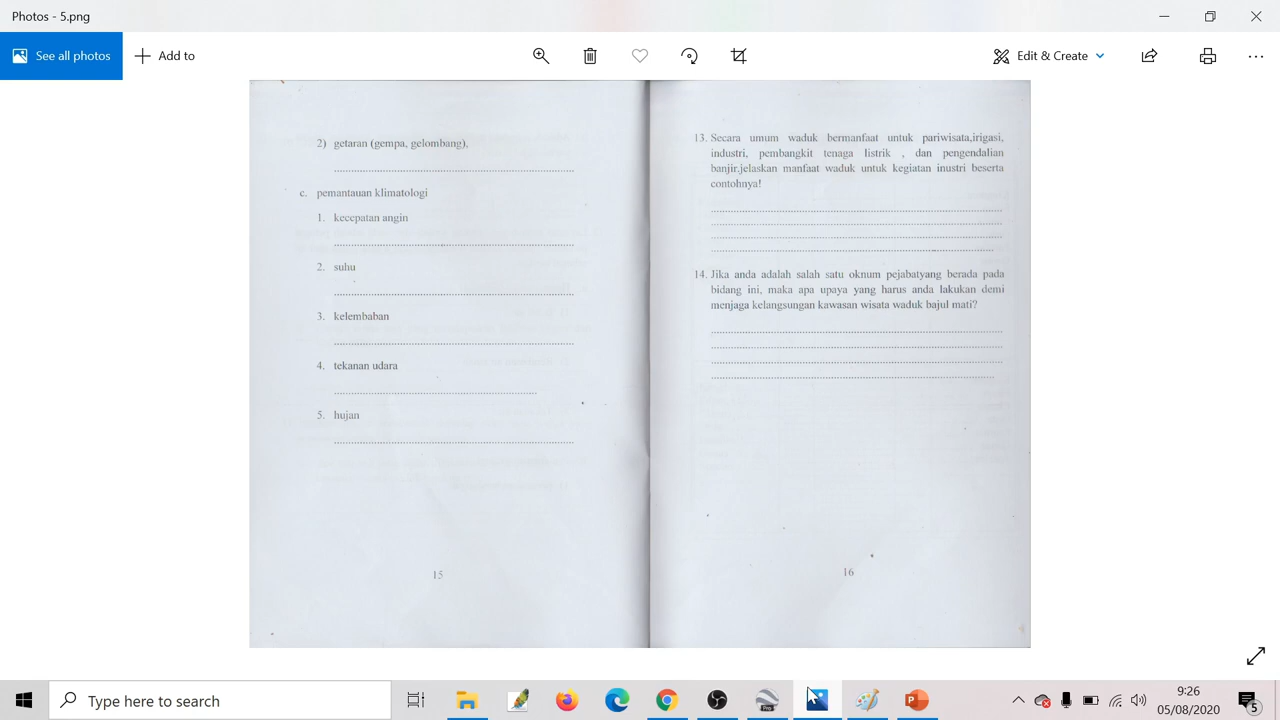 Photos - 5.png
See all photos
Add to
Edit & Create
2) getaran (gempa, gelombang),
c. pemantauan klimatologi
1. kecepatan angin
2. suhu
3. kelembaban
4. tekanan udara
5. hujan
15
13. Secara umum waduk bermanfaat untuk pariwisata,irigasi,
industri, pembangkit tenaga listrik , dan pengendalian
banjir.jelaskan manfaat waduk untuk kegiatan inustri beserta
contohnya!
14. Jika anda adalah salah satu oknum pejabatyang berada pada
bidang ini, maka apa upaya yang harus anda lakukan demi
menjaga kelangsungan kawasan wisata waduk bajul mati?
16
Type here to search
Pro
9:26
05/08/2020
5